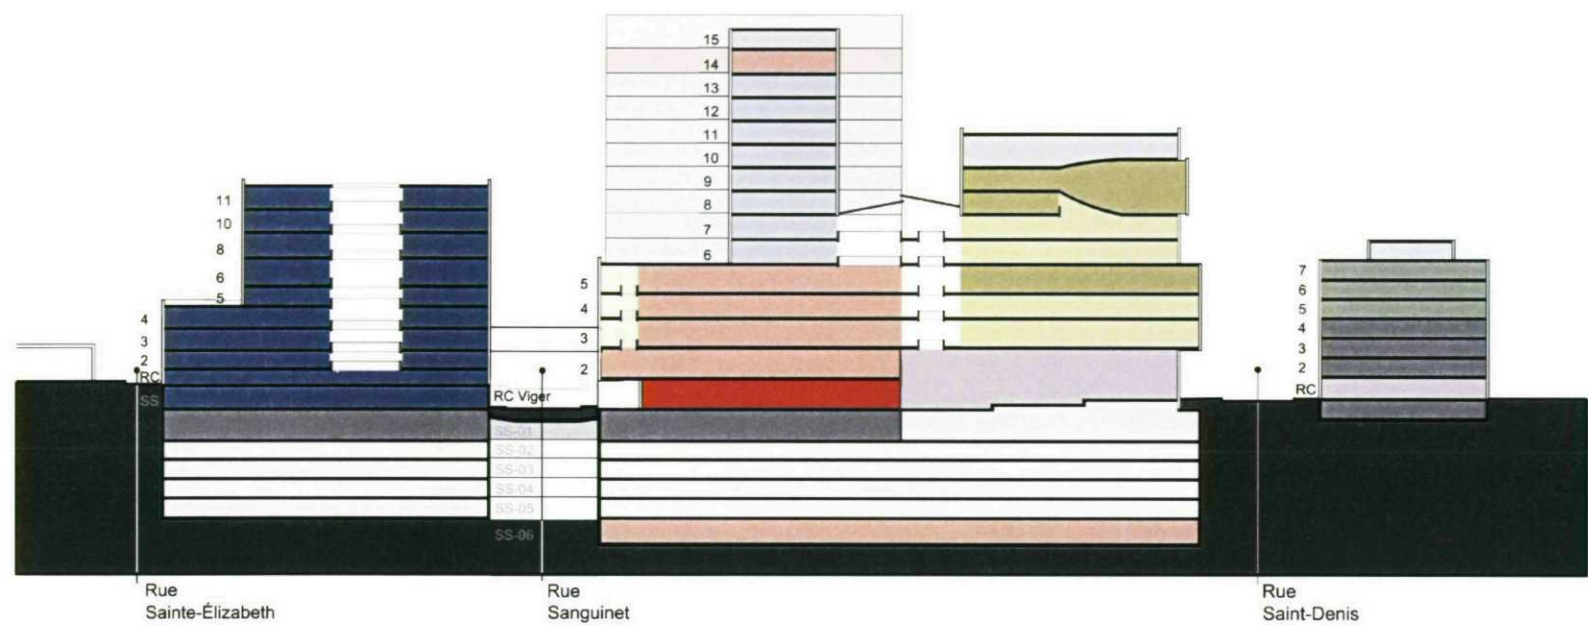 15
14
13
12
11
10
9
8
7
6
5
4
3
2
11
10
8
6
5
4
3
2
RC
SS
RC Viger
SS-01
SS-02
SS-03
SS-04
SS-05
SS-06
7
6
5
4
3
2
RC
Rue
Sainte-Élizabeth
Rue
Sanguinet
Rue
Saint-Denis